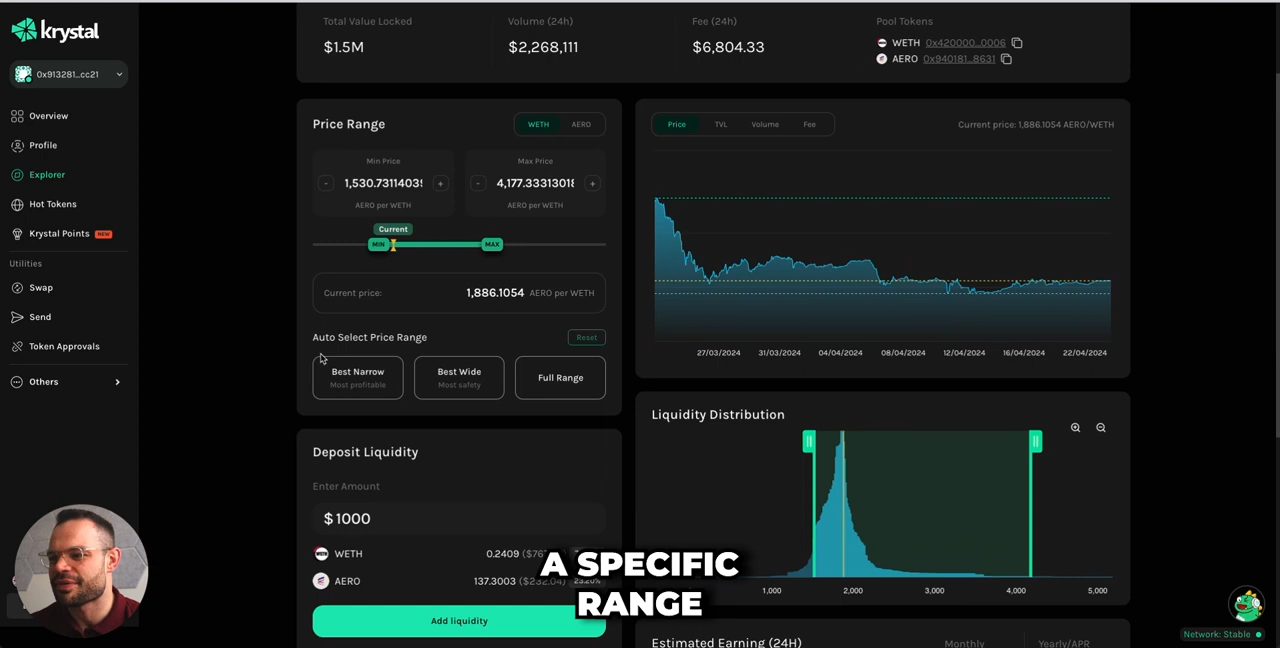 krystal
0x913281...cc21
Overview
Profile
Explorer
Hot Tokens
Krystal Points NEW
Utilities
Swap
Send
Token Approvals
Others
Total Value Locked
$1.5M
Volume (24h)
$2,268,111
Fee (24h)
$6,804.33
Pool Tokens
WETH 0x420000...0006
AERO 0x940181...8631
Price Range
WETH AERO
Min Price
- 1,530.73114039 +
AERO per WETH
Max Price
- 4,177.33313018 +
AERO per WETH
Current
MIN MAX
Current price: 1,886.1054 AERO per WETH
Auto Select Price Range Reset
Best Narrow
Most profitable
Best Wide
Most safety
Full Range
Deposit Liquidity
Enter Amount
$ 1000
WETH 0.2409
AERO 137.3003 ($232.04) 23.20%
Add liquidity
Price TVL Volume Fee
Current price: 1,886.1054 AERO/WETH
27/03/2024 31/03/2024 04/04/2024 08/04/2024 12/04/2024 16/04/2024 22/04/2024
Liquidity Distribution
1,000 2,000 3,000 4,000 5,000
Estimated Earning (24H) Monthly Yearly/APR
A SPECIFIC
RANGE
Network: Stable